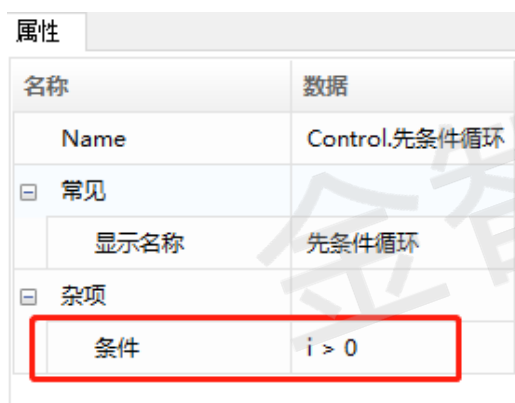 属性
名称 数据
Name Control.先条件循环
常见
显示名称 先条件循环
杂项
条件 i > 0